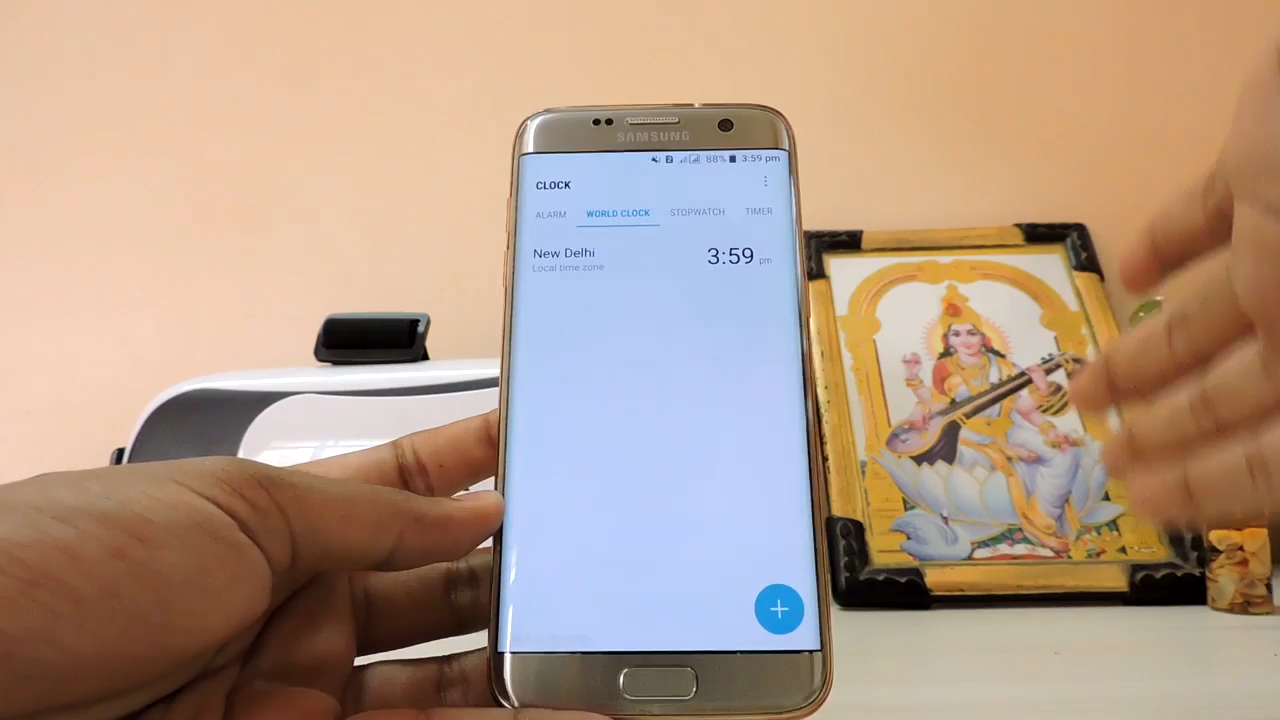 SAMSUNG
88% 3:59 pm
CLOCK
ALARM WORLD CLOCK STOPWATCH TIMER
New Delhi 3:59 pm
Local time zone